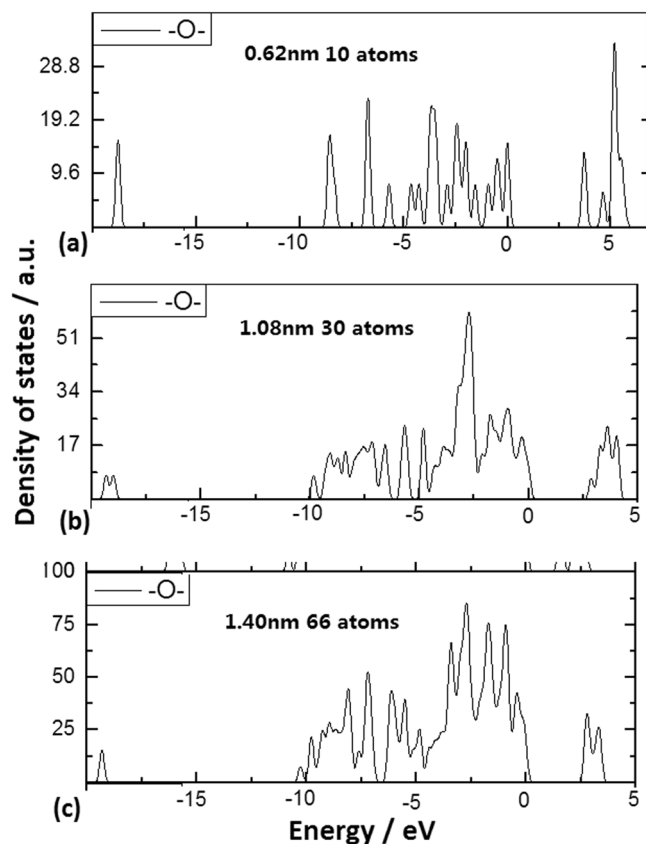 -O-
0.62nm 10 atoms
28.8
19.2
9.6
-15
-10
-5
0
5
(a)
-O-
1.08nm 30 atoms
51
34
17
-15
-10
-5
0
5
(b)
100
-O-
1.40nm 66 atoms
75
50
25
-15
-10
-5
0
5
(c)
Density of states / a.u.
Energy / eV